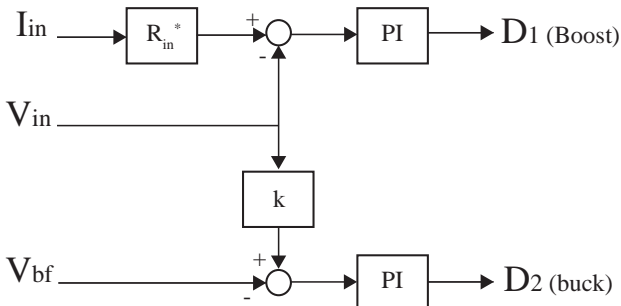 Iin Rin* + - PI D1 (Boost)
Vin
k
Vbf + - PI D2 (buck)